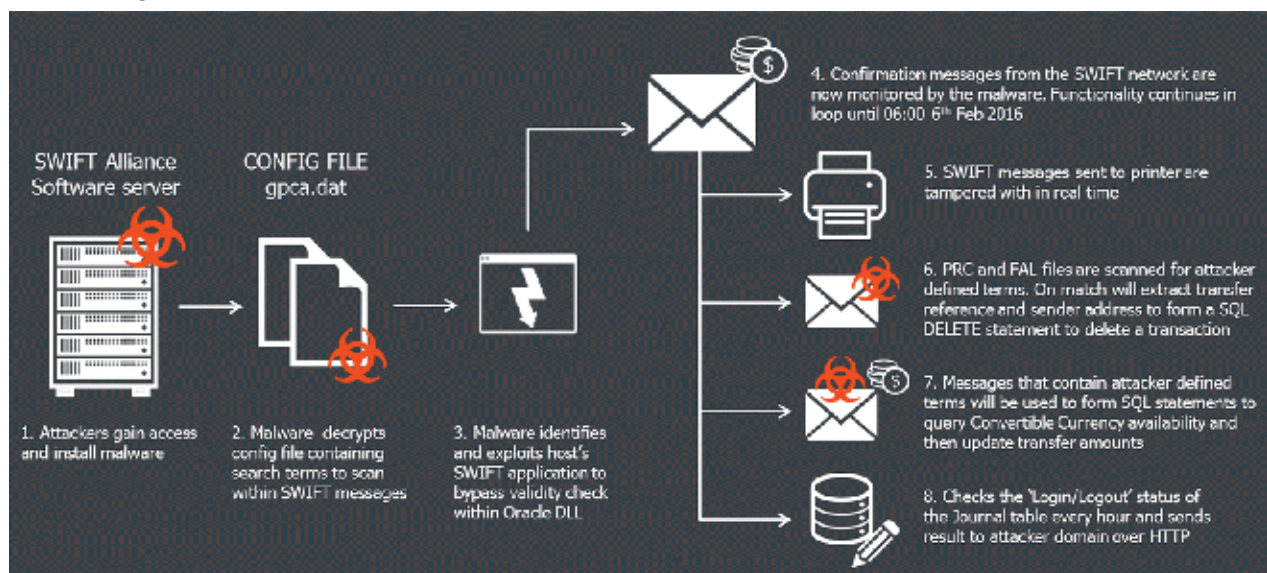 SWIFT Alliance
Software server
1. Attackers gain access
and install malware
CONFIG FILE
gpca.dat
2. Malware decrypts
config file containing
search terms to scan
within SWIFT messages
3. Malware identifies
and exploits host's
SWIFT application to
bypass validity check
within Oracle DLL
$
4. Confirmation messages from the SWIFT network are
now monitored by the malware. Functionality continues in
loop until 06:00 6th Feb 2016
5. SWIFT messages sent to printer are
tampered with in real time
6. PRC and FAL files are scanned for attacker
defined terms. On match will extract transfer
reference and sender address to form a SQL
DELETE statement to delete a transaction
$
7. Messages that contain attacker defined
terms will be used to form SQL statements to
query Convertible Currency availability and
then update transfer amounts
8. Checks the 'Login/Logout' status of
the Journal table every hour and sends
result to attacker domain over HTTP